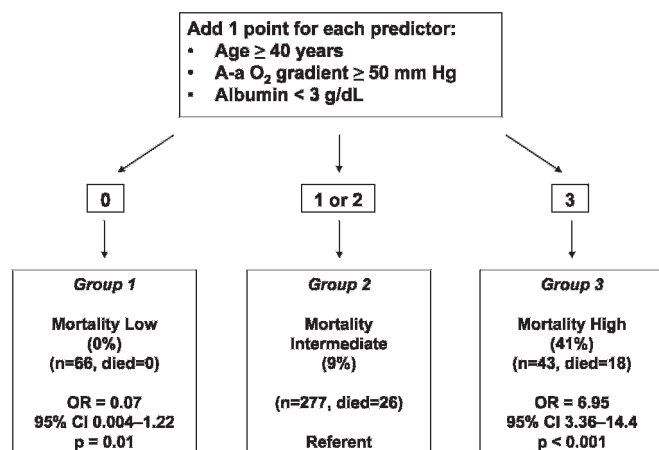 Add 1 point for each predictor:
• Age ≥ 40 years
• A-a O₂ gradient ≥ 50 mm Hg
• Albumin < 3 g/dL
0
1 or 2
3
Group 1
Mortality Low
(0%)
(n=66, died=0)
OR = 0.07
95% CI 0.004–1.22
p = 0.01
Group 2
Mortality
Intermediate
(9%)
(n=277, died=26)
Referent
Group 3
Mortality High
(41%)
(n=43, died=18)
OR = 6.95
95% CI 3.36–14.4
p < 0.001